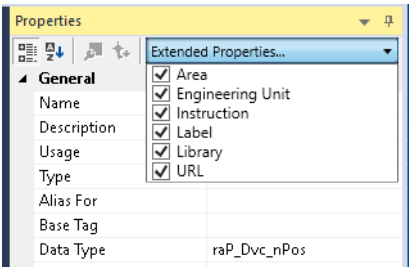 Properties
Extended Properties...
General
Area
Engineering Unit
Name
Instruction
Description
Label
Usage
Library
Type
URL
Alias For
Base Tag
Data Type raP_Dvc_nPos